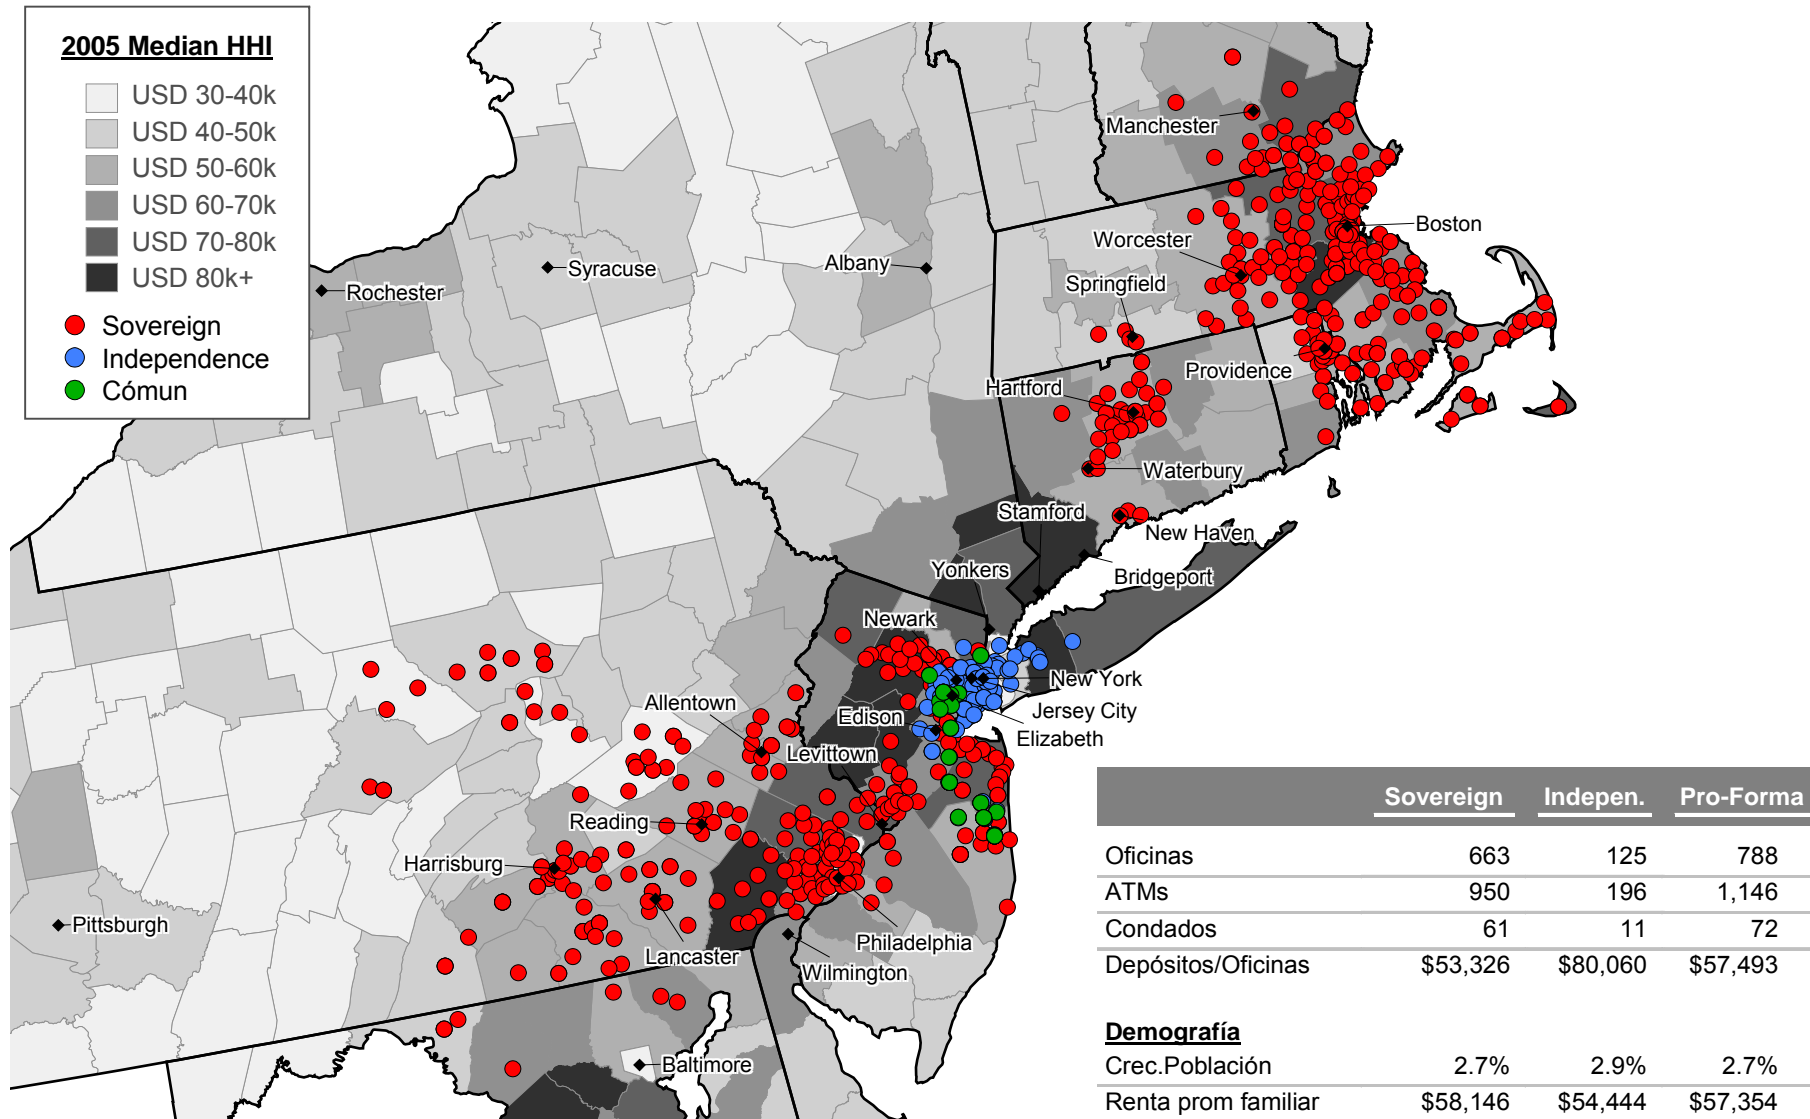 2005 Median HHI
USD 30-40k
USD 40-50k
USD 50-60k
USD 60-70k
USD 70-80k
USD 80k+
Sovereign
Independence
Cómun
Manchester
Boston
Worcester
Albany
Syracuse
Springfield
Rochester
Providence
Hartford
Waterbury
Stamford
New Haven
Yonkers
Bridgeport
Newark
New York
Allentown
Jersey City
Edison
Elizabeth
Levittown
Reading
Harrisburg
Pittsburgh
Philadelphia
Lancaster
Wilmington
Baltimore
Sovereign Indepen. Pro-Forma
Oficinas 663 125 788
ATMs 950 196 1,146
Condados 61 11 72
Depósitos/Oficinas $53,326 $80,060 $57,493
Demografía
Crec.Población 2.7% 2.9% 2.7%
Renta prom familiar $58,146 $54,444 $57,354